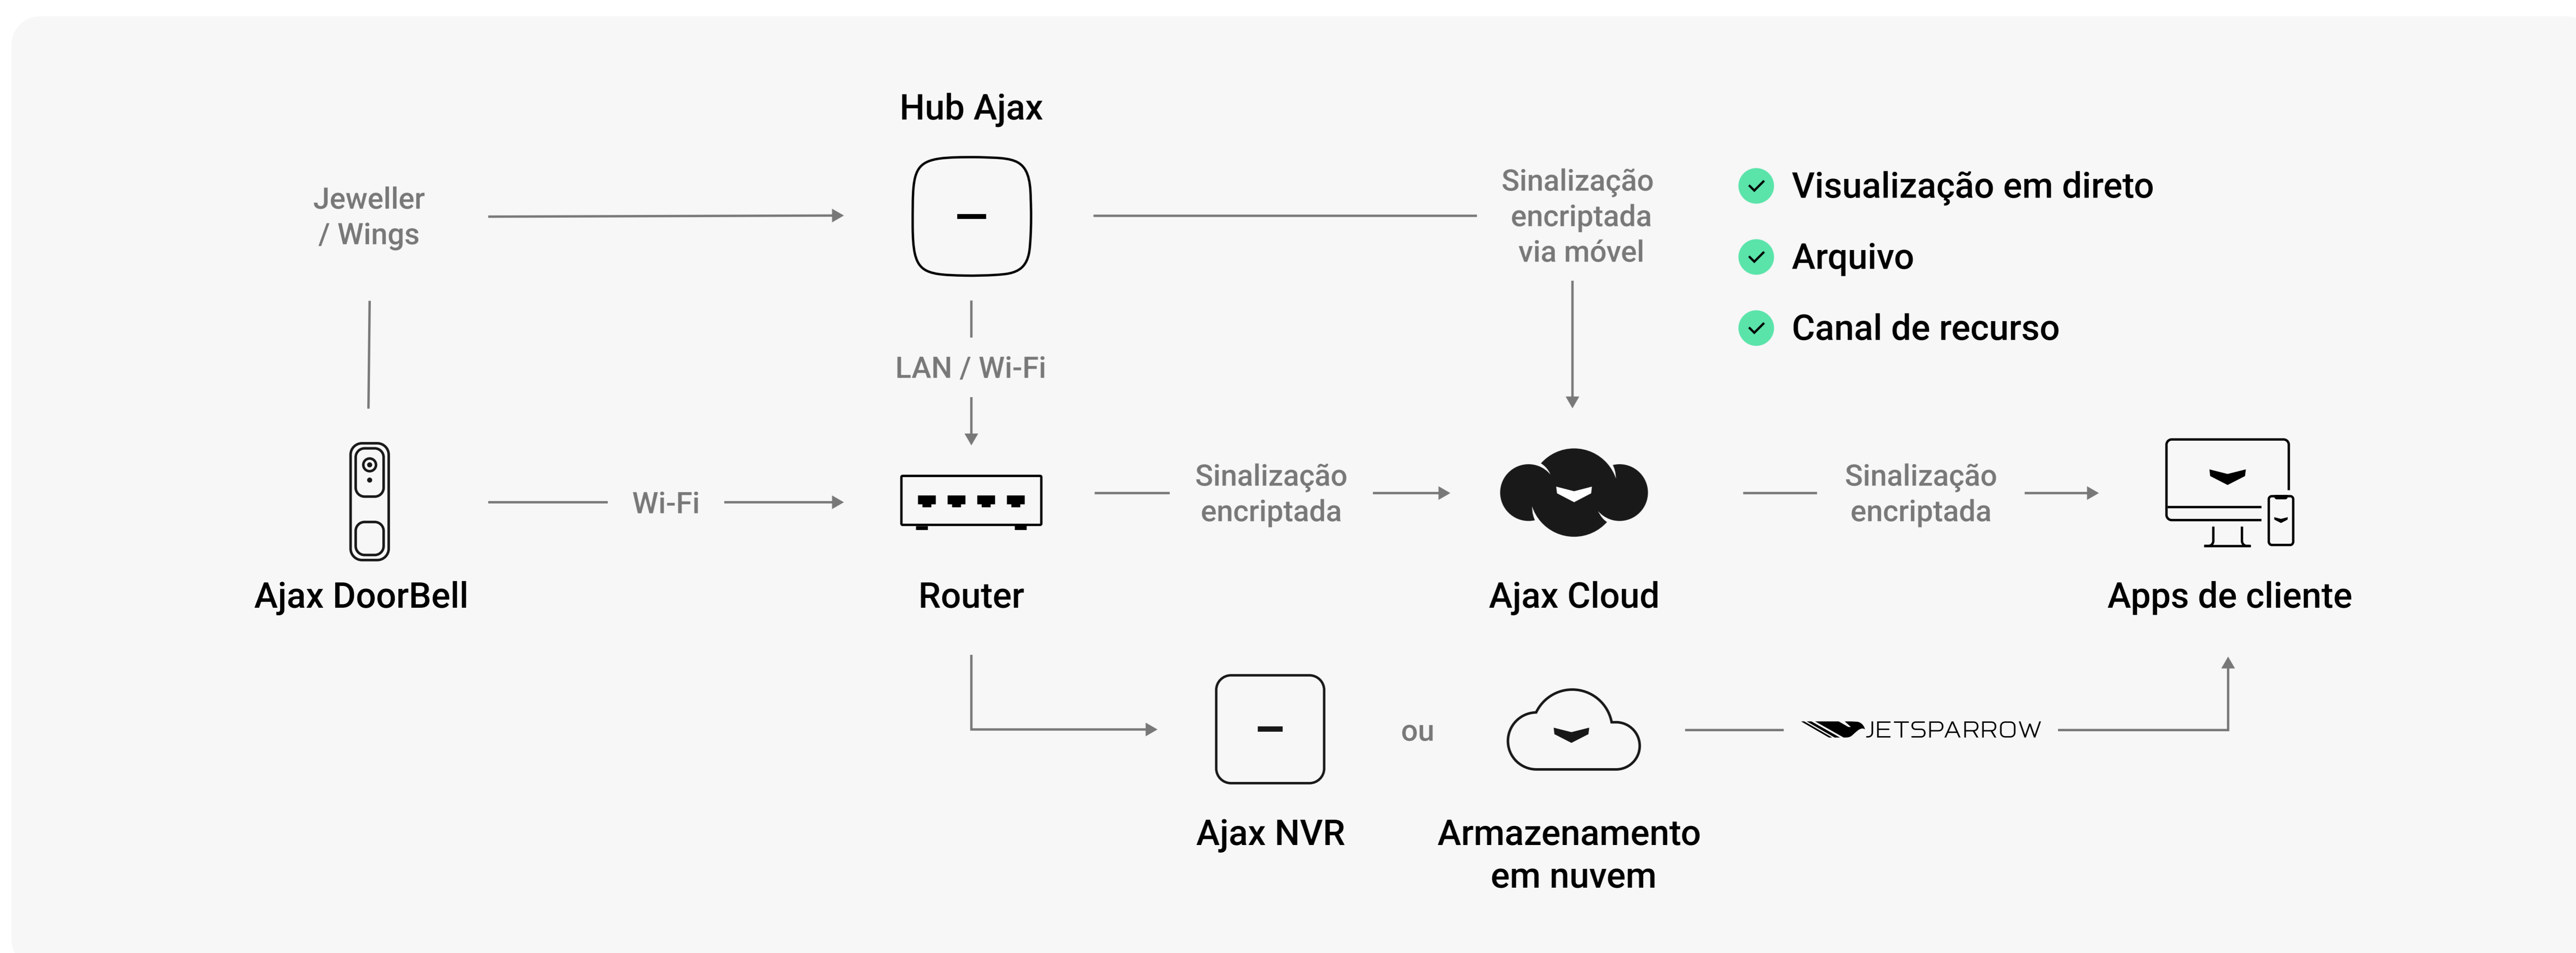 Hub Ajax
Jeweller
/ Wings
Sinalização
encriptada
via móvel
Visualização em direto
Arquivo
Canal de recurso
LAN / Wi-Fi
Wi-Fi
Sinalização
encriptada
Sinalização
encriptada
Ajax DoorBell
Router
Ajax Cloud
Apps de cliente
ou
JETSPARROW
Ajax NVR
Armazenamento
em nuvem